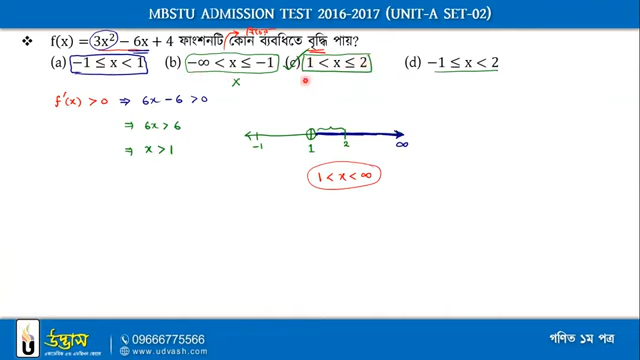 MBSTU ADMISSION TEST 2016-2017 (UNIT-A SET-02)
❖ f(x) = 3x² − 6x + 4 ফাংশনটি কোন ব্যবধিতে বৃদ্ধি পায়?
(a) −1 ≤ x < 1 (b) −∞ < x ≤ −1 (c) 1 < x ≤ 2 (d) −1 ≤ x < 2
x
f'(x) > 0 ⇒ 6x − 6 > 0
⇒ 6x > 6
⇒ x > 1
-1 1 2 ∞
1 < x < ∞
উদ্ভাস
09666775566
www.udvash.com
গণিত ১ম পত্র